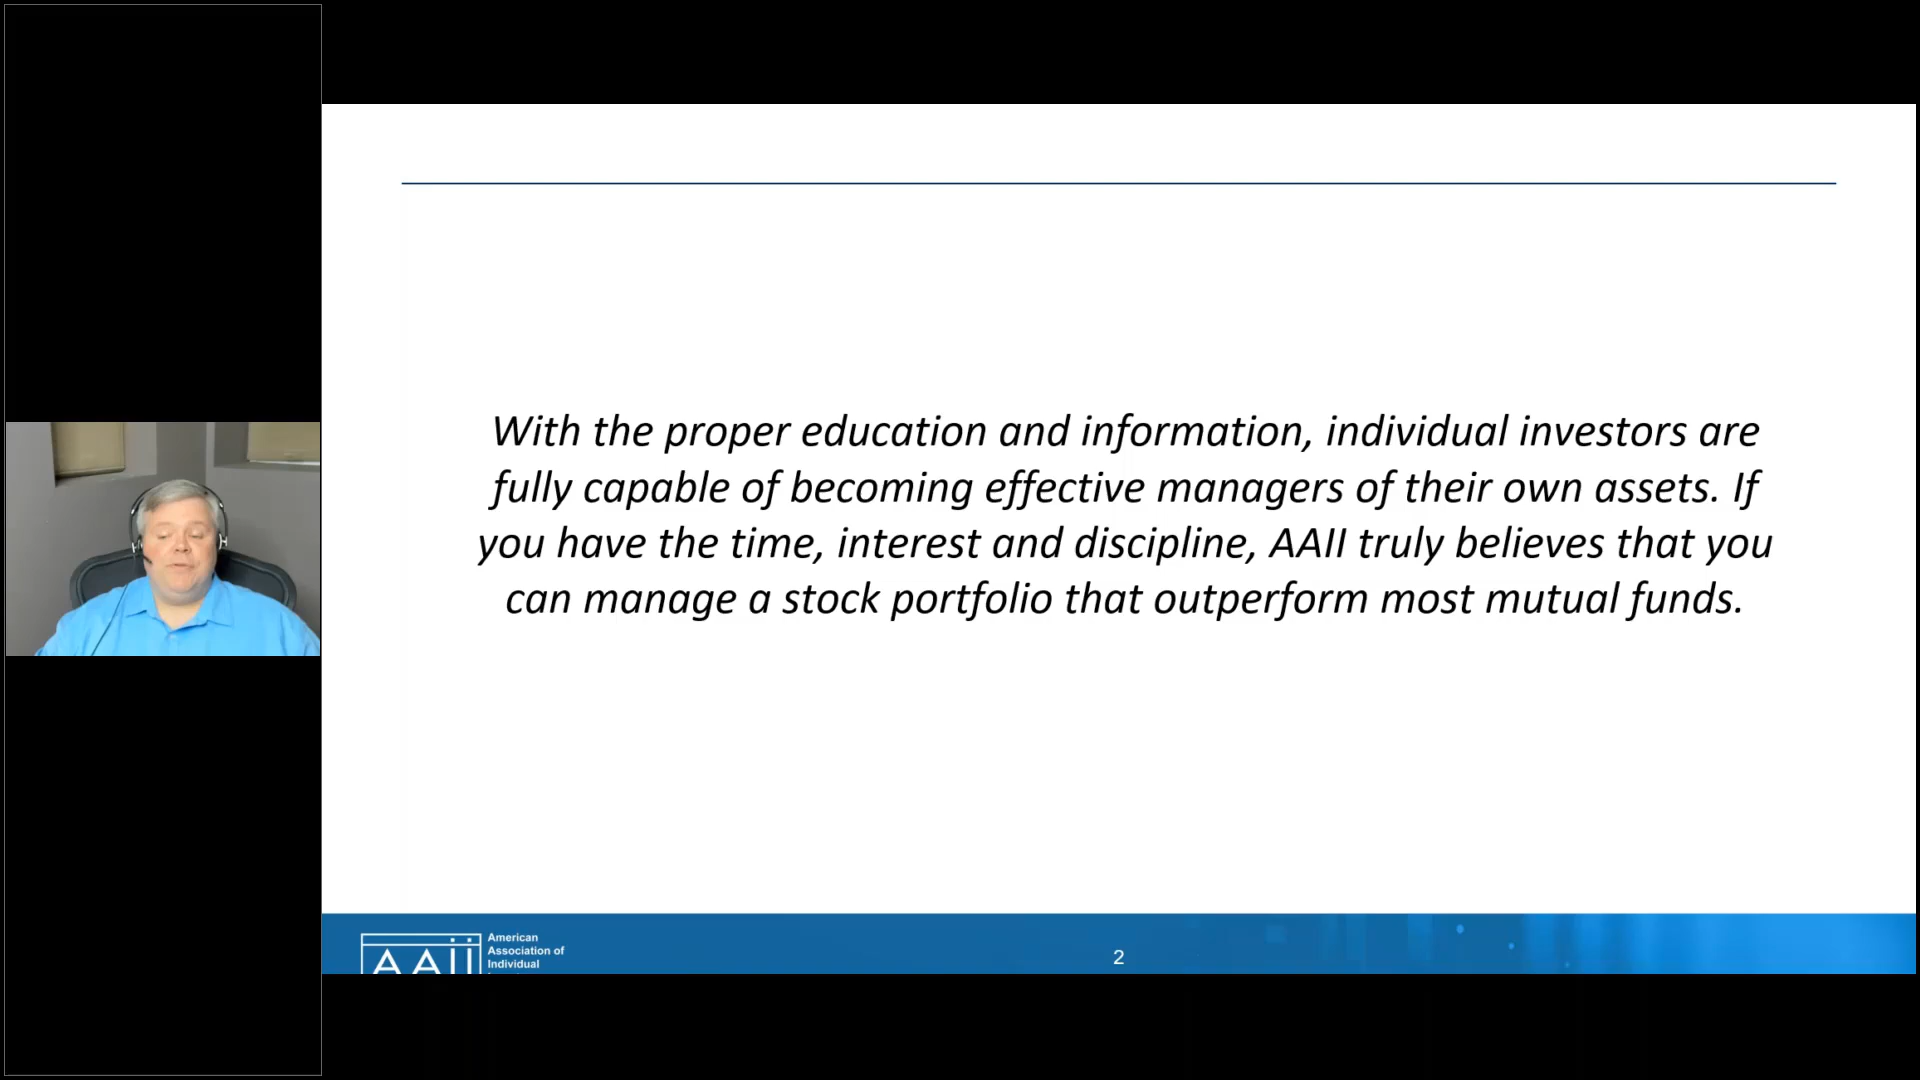 With the proper education and information, individual investors are
fully capable of becoming effective managers of their own assets. If
you have the time, interest and discipline, AAII truly believes that you
can manage a stock portfolio that outperform most mutual funds.
AAii
American
Association of
Individual
2